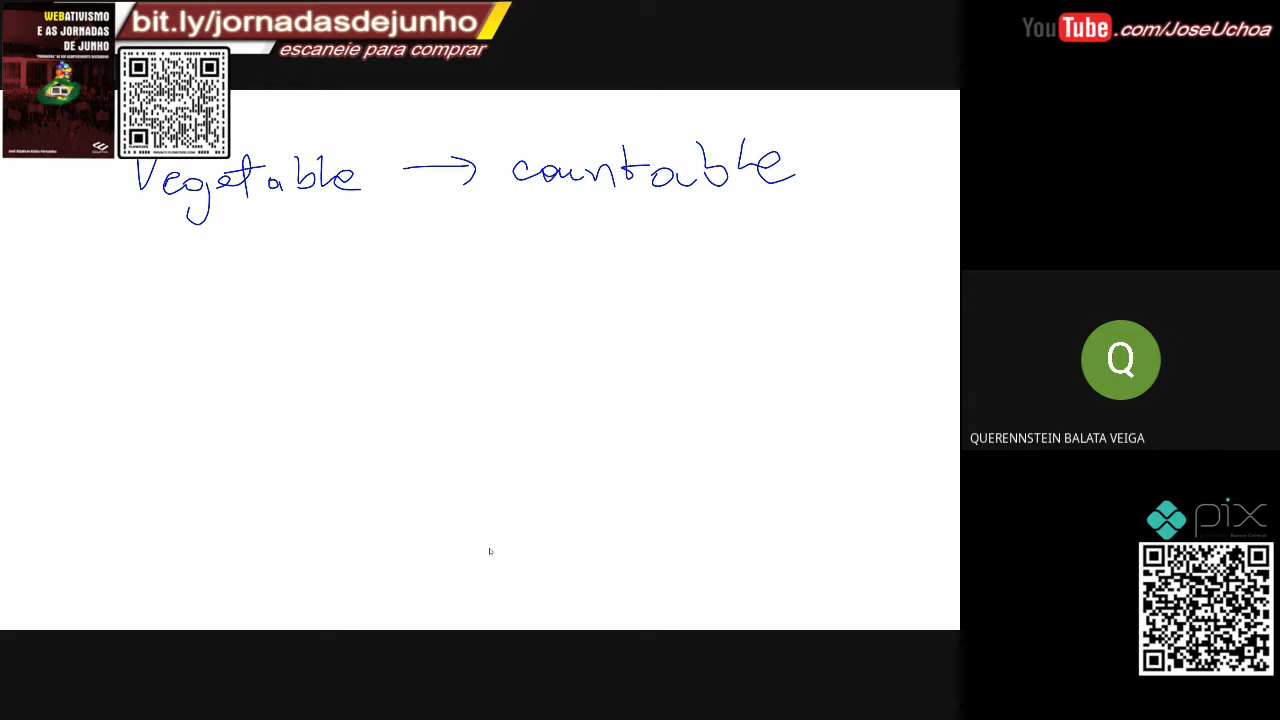 WEBATIVISMO
E AS JORNADAS
DE JUNHO
bit.ly/jornadasdejunho
escaneie para comprar
YouTube.com/JoseUchoa
Vegetable → countable
Q
QUERENNSTEIN BALATA VEIGA
pix